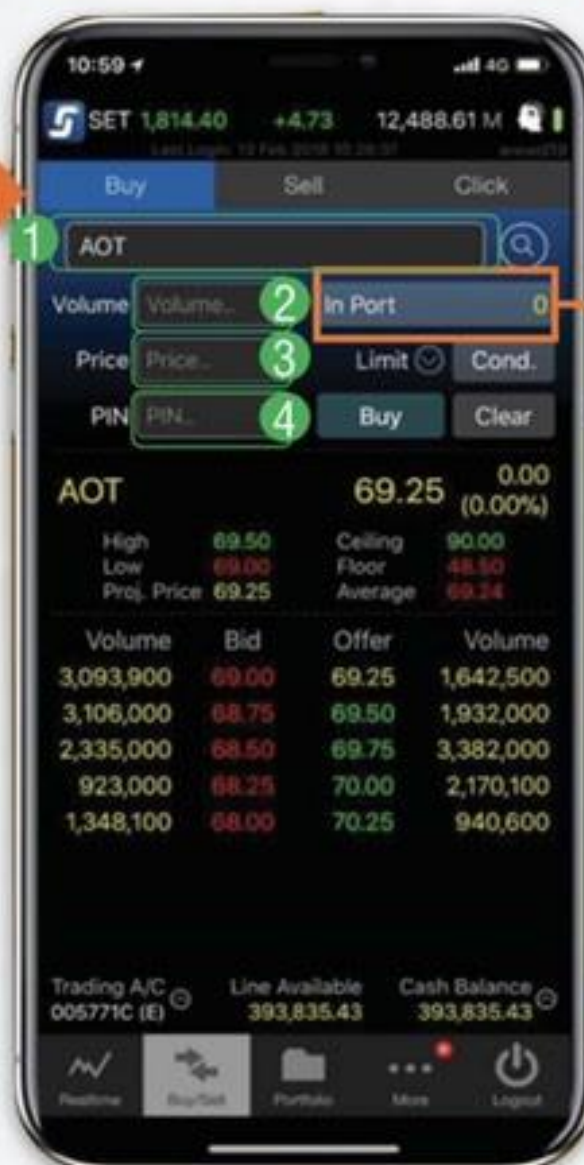 10:59 4G
SET 1,814.40 +4.73 12,488.61 M
Buy Sell Click
1 AOT
Volume Volume.. 2 In Port 0
Price Price.. 3 Limit Cond.
PIN PIN.. 4 Buy Clear
AOT 69.25 0.00
(0.00%)
High 69.50 Ceiling 90.00
Low 69.00 Floor 48.50
Proj. Price 69.25 Average 69.24
Volume Bid Offer Volume
3,093,900 69.00 69.25 1,642,500
3,106,000 68.75 69.50 1,932,000
2,335,000 68.50 69.75 3,382,000
923,000 68.25 70.00 2,170,100
1,348,100 68.00 70.25 940,600
Trading A/C Line Available Cash Balance
005771C (E) 393,835.43 393,835.43
Realtime Buy/Sell Portfolio More Logout